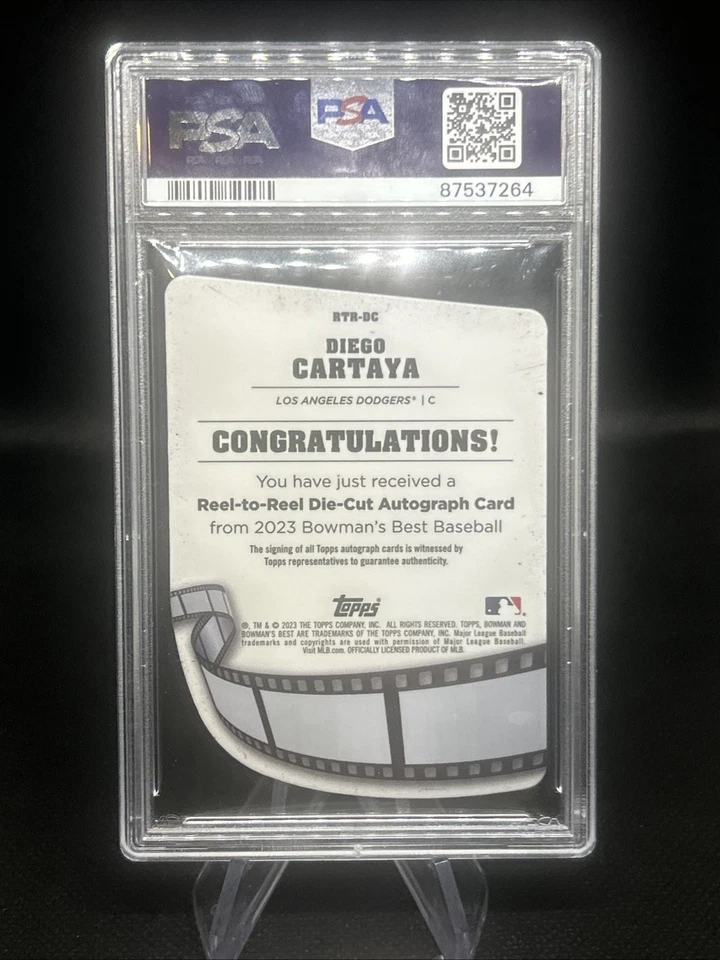 PSA
PSA
87537264
RTR-DC
DIEGO
CARTAYA
LOS ANGELES DODGERS® | C
CONGRATULATIONS!
You have just received a
Reel-to-Reel Die-Cut Autograph Card
from 2023 Bowman's Best Baseball
The signing of all Topps autograph cards is witnessed by
Topps representatives to guarantee authenticity.
Topps
®, TM & © 2023 THE TOPPS COMPANY, INC. ALL RIGHTS RESERVED. TOPPS, BOWMAN AND
BOWMAN'S BEST ARE TRADEMARKS OF THE TOPPS COMPANY, INC. Major League Baseball
trademarks and copyrights are used with permission of Major League Baseball.
Visit MLB.com. OFFICIALLY LICENSED PRODUCT OF MLB.